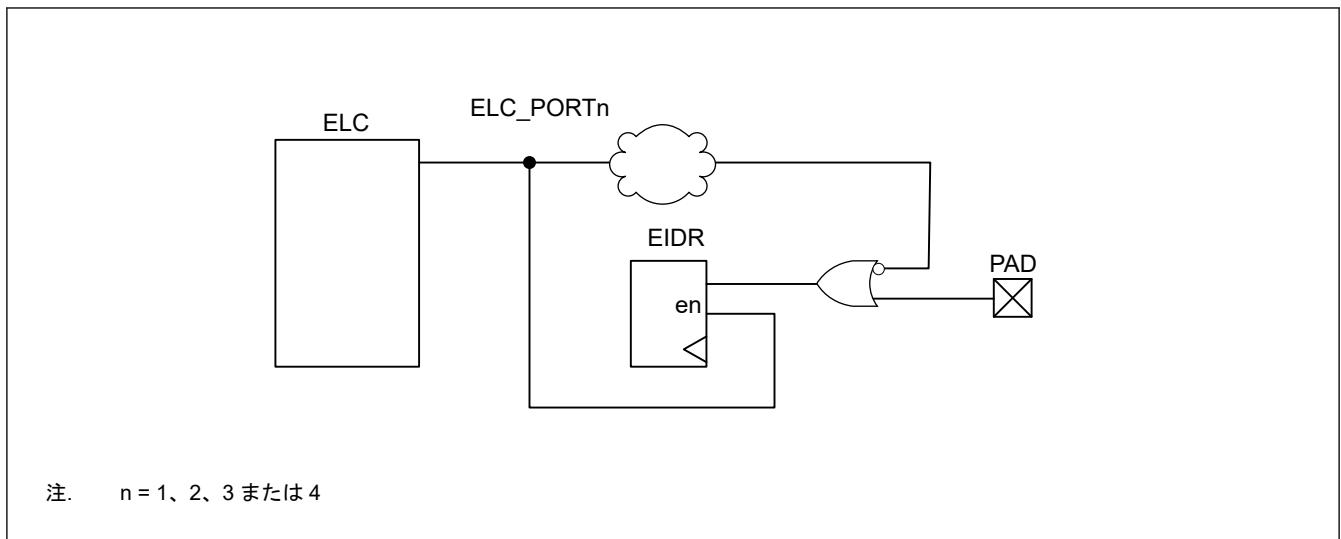 ELC_PORTn
ELC
EIDR
PAD
en
注. n = 1、2、3 または 4